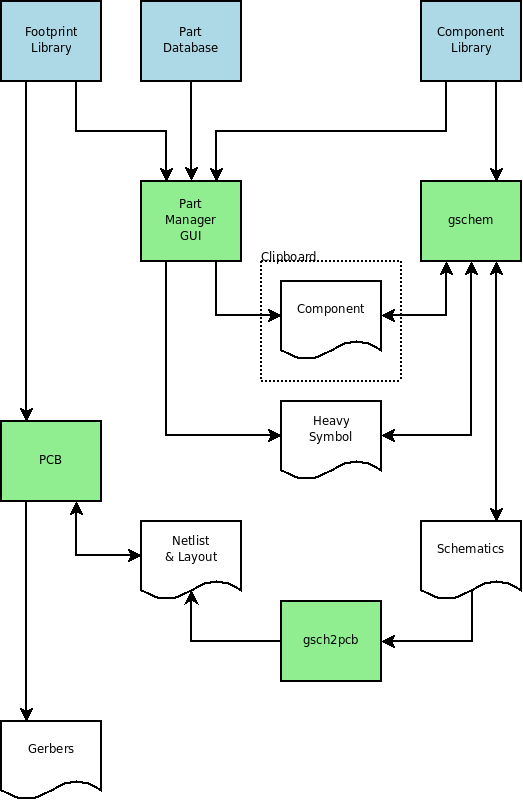 Footprint
Library
Part
Database
Component
Library
Part
Manager
GUI
gschem
Clipboard
Component
Heavy
Symbol
PCB
Netlist
& Layout
Schematics
gsch2pcb
Gerbers